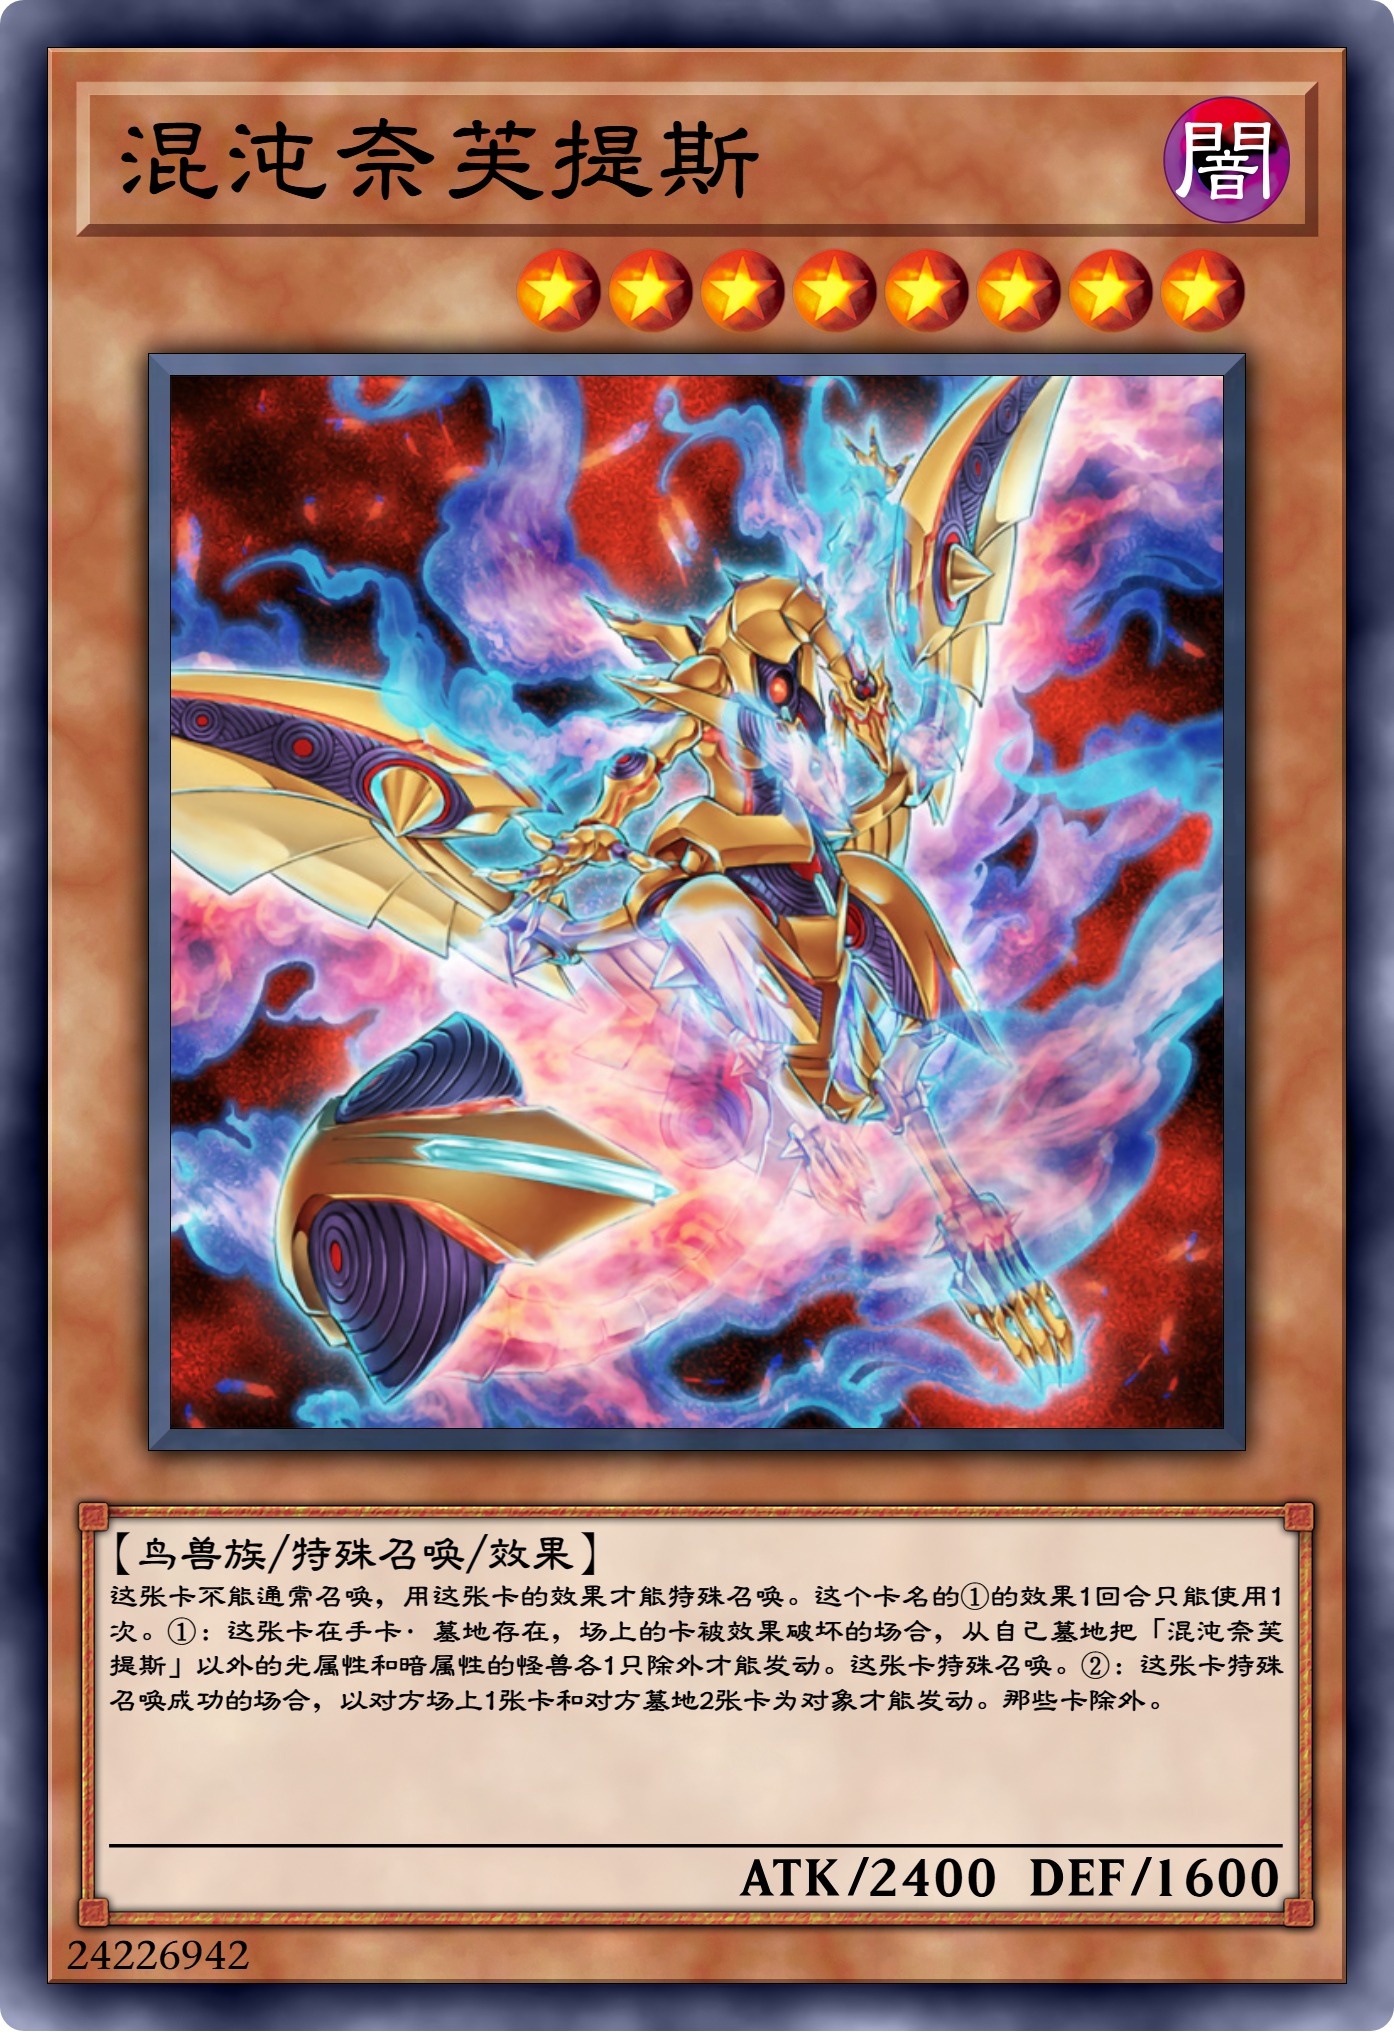 混沌奈芙提斯
闇
【鸟兽族/特殊召唤/效果】
这张卡不能通常召唤，用这张卡的效果才能特殊召唤。这个卡名的①的效果1回合只能使用1
次。①：这张卡在手卡·墓地存在，场上的卡被效果破坏的场合，从自己墓地把「混沌奈芙
提斯」以外的光属性和暗属性的怪兽各1只除外才能发动。这张卡特殊召唤。②：这张卡特殊
召唤成功的场合，以对方场上1张卡和对方墓地2张卡为对象才能发动。那些卡除外。
ATK/2400 DEF/1600
24226942